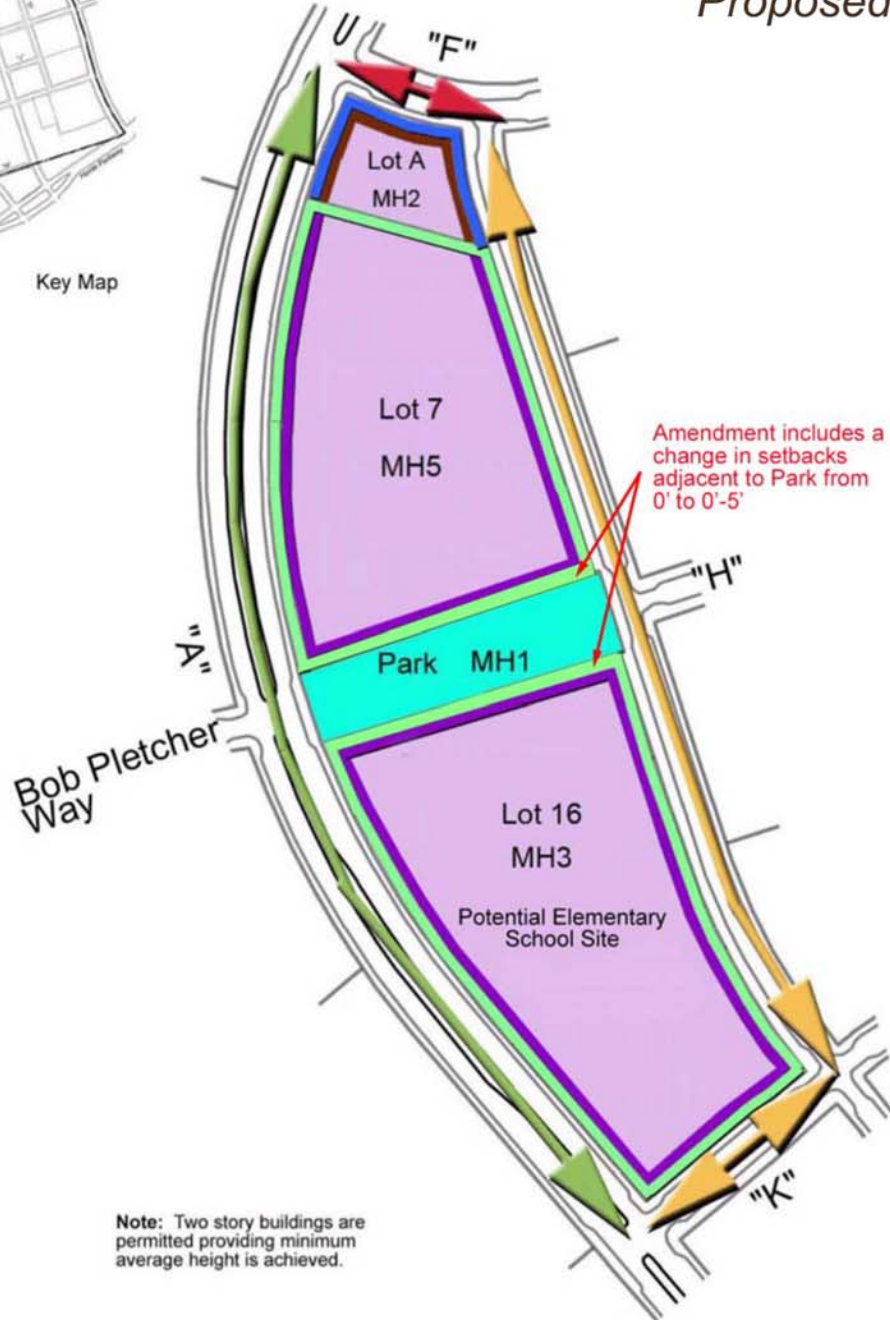 Proposed
"F"
Lot A
MH2
Key Map
Lot 7
MH5
Amendment includes a
change in setbacks
adjacent to Park from
0' to 0'-5'
"H"
"A"
Park MH1
Bob Pletcher
Way
Lot 16
MH3
Potential Elementary
School Site
"K"
Note: Two story buildings are
permitted providing minimum
average height is achieved.